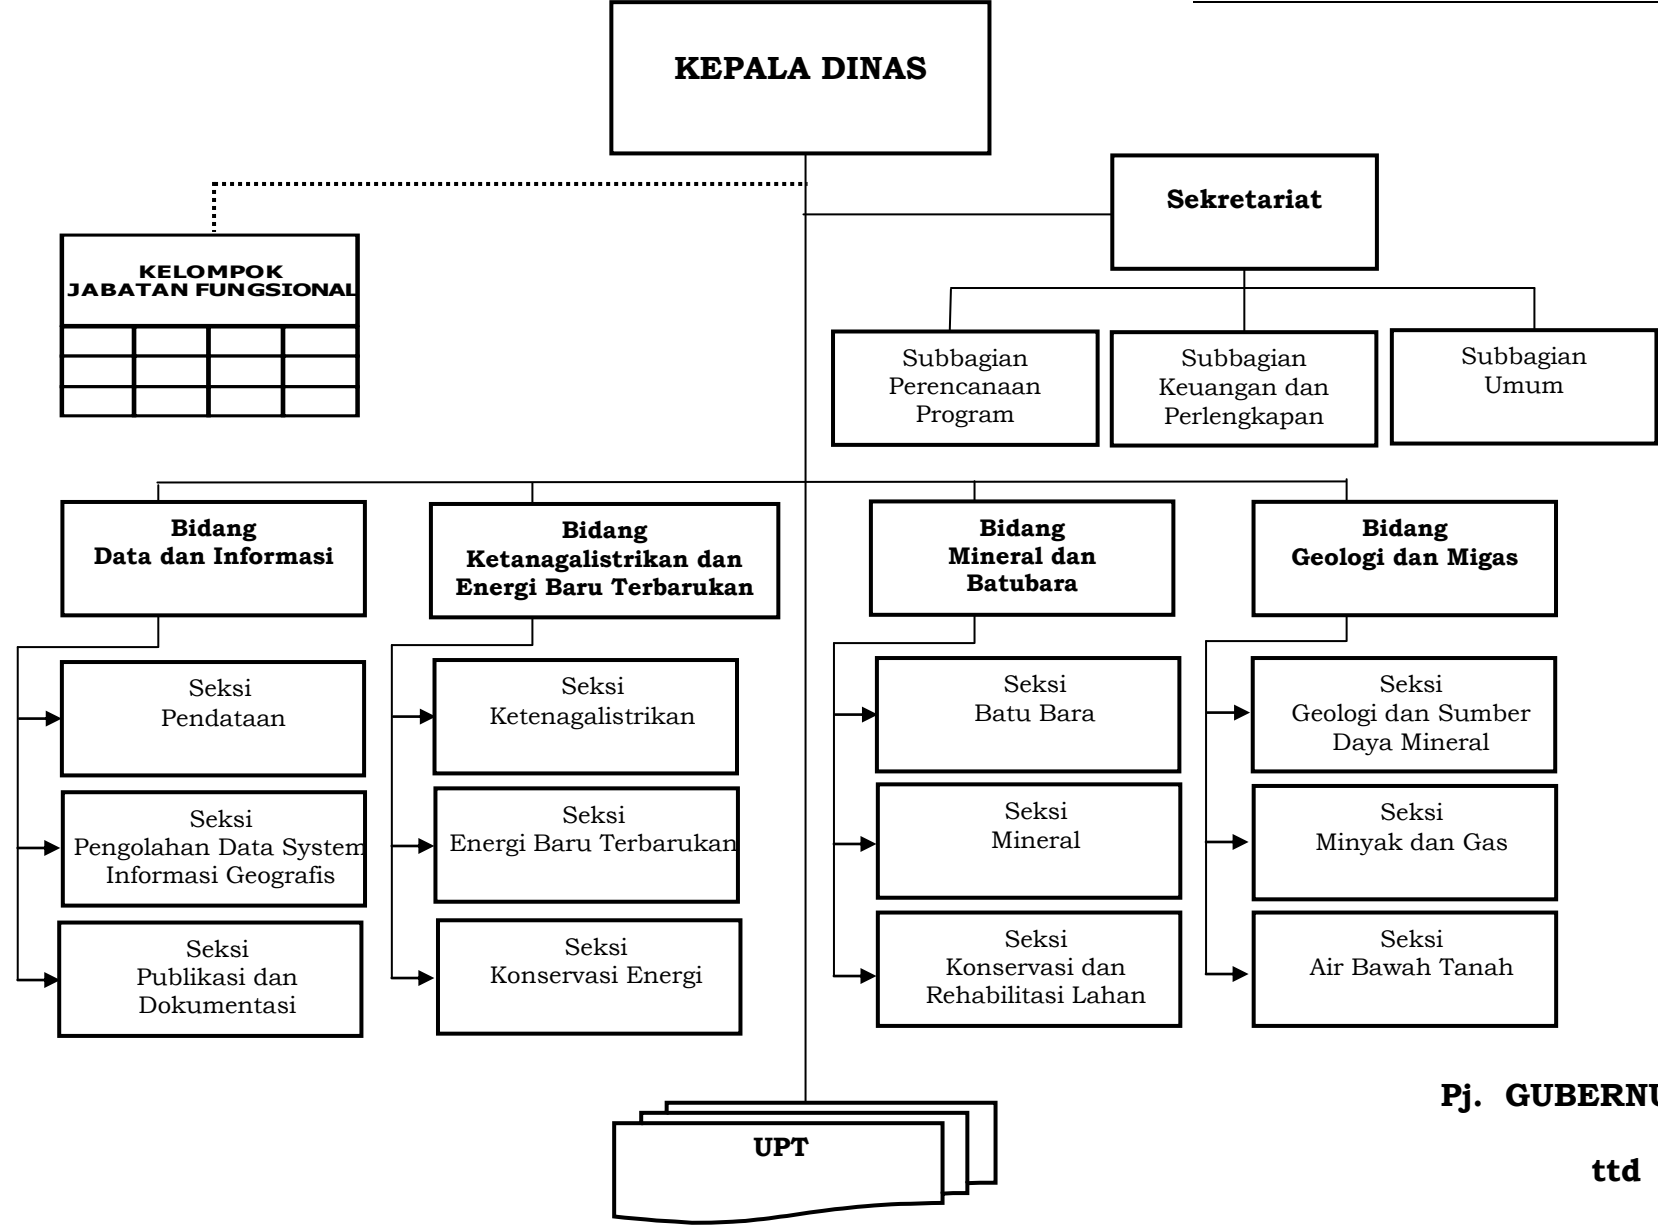 KEPALA DINAS
Sekretariat
KELOMPOK
JABATAN FUNGSIONAL
Subbagian
Perencanaan
Program
Subbagian
Keuangan dan
Perlengkapan
Subbagian
Umum
Bidang
Data dan Informasi
Bidang
Ketanagalistrikan dan
Energi Baru Terbarukan
Bidang
Mineral dan
Batubara
Bidang
Geologi dan Migas
Seksi
Pendataan
Seksi
Ketenagalistrikan
Seksi
Batu Bara
Seksi
Geologi dan Sumber
Daya Mineral
Seksi
Pengolahan Data System
Informasi Geografis
Seksi
Energi Baru Terbarukan
Seksi
Mineral
Seksi
Minyak dan Gas
Seksi
Publikasi dan
Dokumentasi
Seksi
Konservasi Energi
Seksi
Konservasi dan
Rehabilitasi Lahan
Seksi
Air Bawah Tanah
UPT
Pj. GUBERNU
ttd